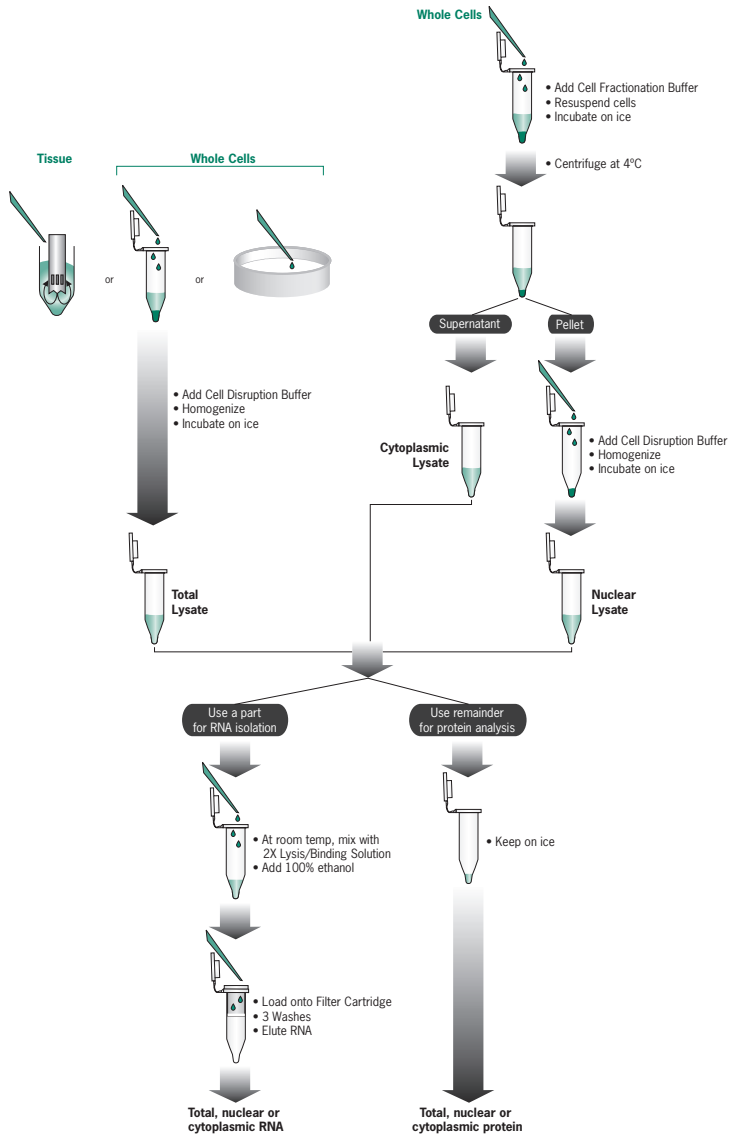 Whole Cells
• Add Cell Fractionation Buffer
• Resuspend cells
• Incubate on ice
• Centrifuge at 4ºC
Tissue
Whole Cells
or
or
Supernatant
Pellet
• Add Cell Disruption Buffer
• Homogenize
• Incubate on ice
Cytoplasmic
Lysate
• Add Cell Disruption Buffer
• Homogenize
• Incubate on ice
Total
Lysate
Nuclear
Lysate
Use a part
for RNA isolation
Use remainder
for protein analysis
• At room temp, mix with
2X Lysis/Binding Solution
• Add 100% ethanol
• Keep on ice
• Load onto Filter Cartridge
• 3 Washes
• Elute RNA
Total, nuclear or
cytoplasmic RNA
Total, nuclear or
cytoplasmic protein